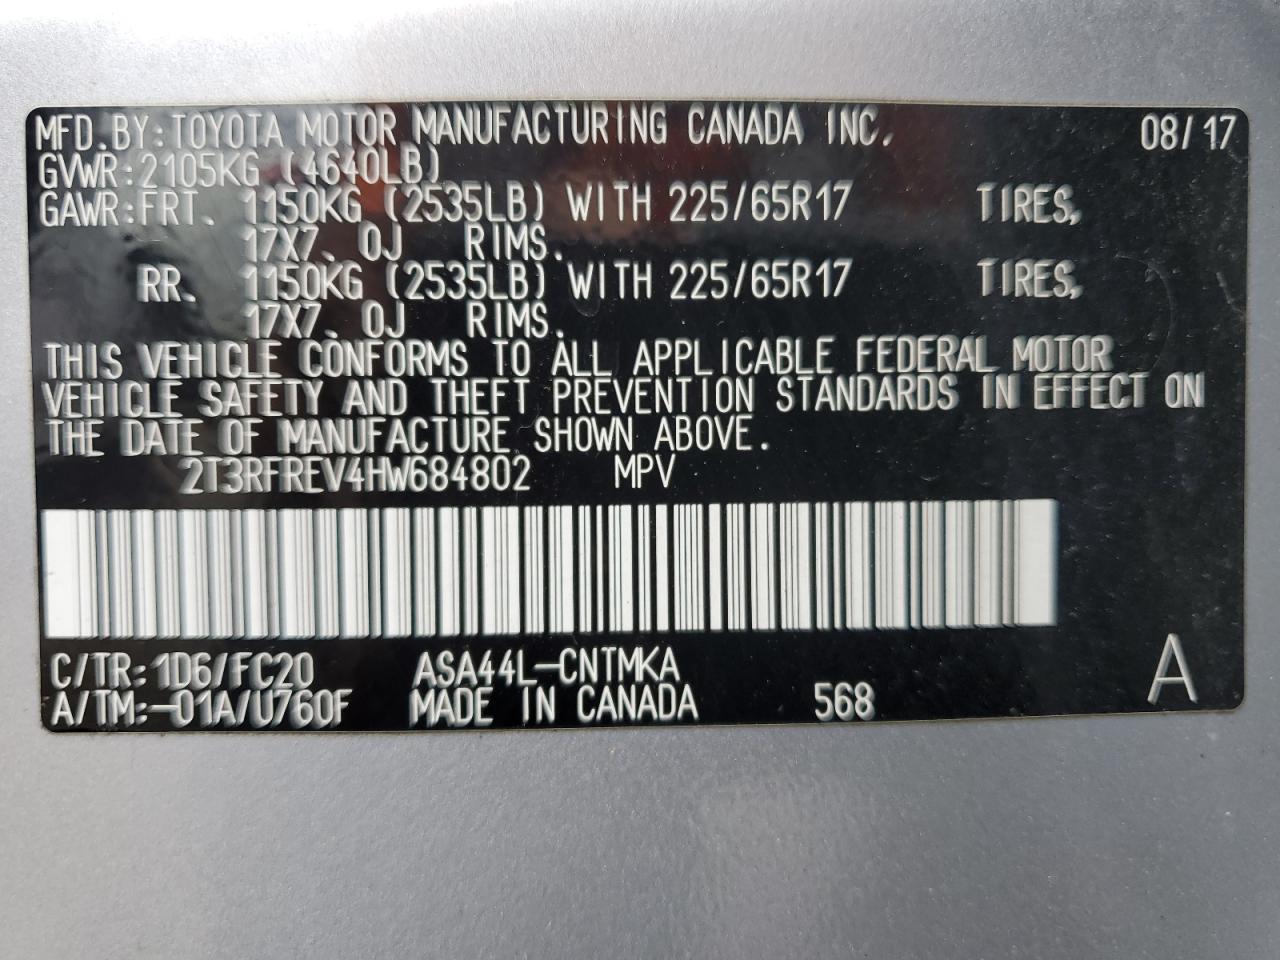 MFD.BY:TOYOTA MOTOR MANUFACTURING CANADA INC. 08/17
GVWR:2105KG (4640LB)
GAWR:FRT. 1150KG (2535LB) WITH 225/65R17 TIRES,
17X7.0J RIMS.
RR. 1150KG (2535LB) WITH 225/65R17 TIRES,
17X7.0J RIMS.
THIS VEHICLE CONFORMS TO ALL APPLICABLE FEDERAL MOTOR
VEHICLE SAFETY AND THEFT PREVENTION STANDARDS IN EFFECT ON
THE DATE OF MANUFACTURE SHOWN ABOVE.
2T3RFREV4HW684802 MPV
C/TR:1D6/FC20 ASA44L-CNTMKA
A/TM:-01A/U760F MADE IN CANADA 568 A